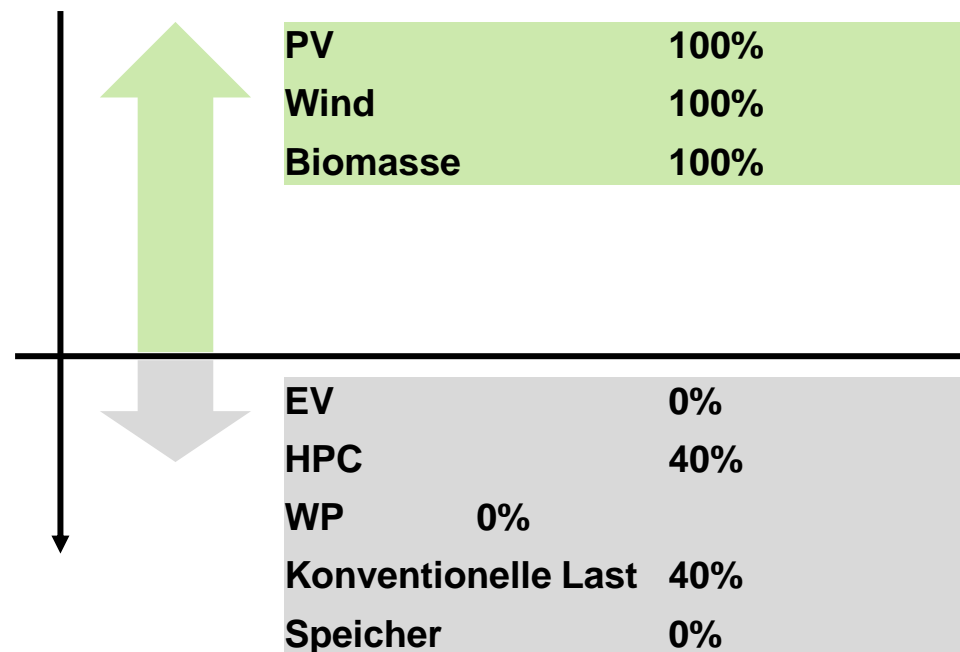 PV 100%
Wind 100%
Biomasse 100%
EV 0%
HPC 40%
WP 0%
Konventionelle Last 40%
Speicher 0%